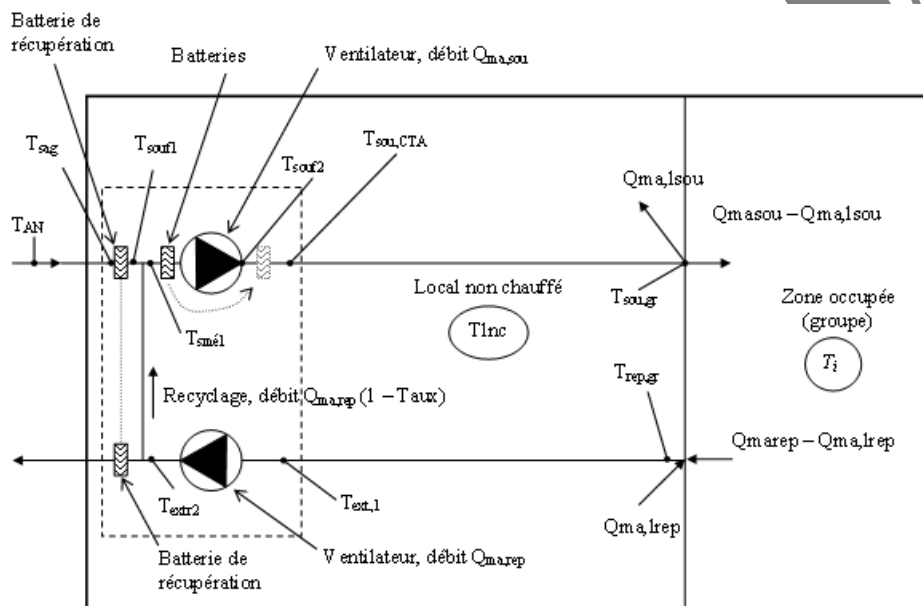 Batterie de
récupération
Batteries
Ventilateur, débit Qma,sou
Tsag
Tsouf1
Tsouf2
Tsou,CTA
Qma,lsou
TAN
Qmasou – Qma,lsou
Local non chauffé
Tlnc
Tsou,gr
Zone occupée
(groupe)
Ti
Tsmél
Trep,gr
Recyclage, débit Qma,rep (1 – Taux)
Qmarep – Qma,lrep
Textr2
Text,1
Qma,lrep
Batterie de
récupération
Ventilateur, débit Qma,rep